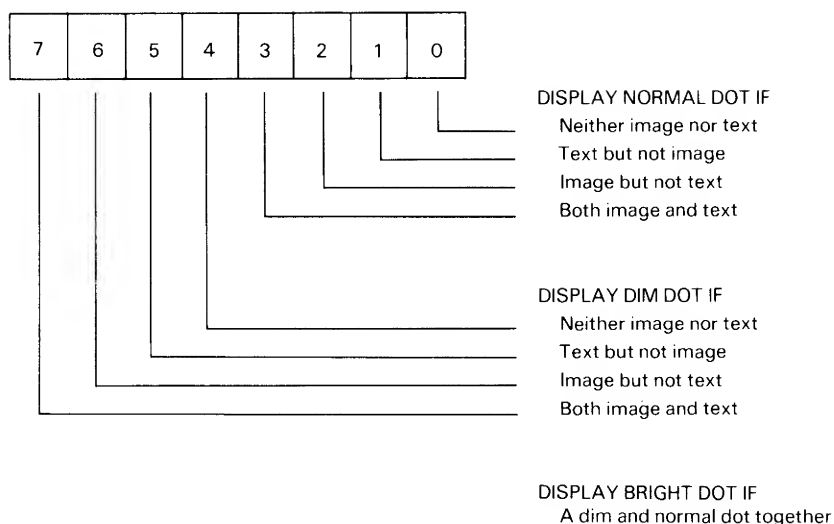 7 6 5 4 3 2 1 0
DISPLAY NORMAL DOT IF
Neither image nor text
Text but not image
Image but not text
Both image and text
DISPLAY DIM DOT IF
Neither image nor text
Text but not image
Image but not text
Both image and text
DISPLAY BRIGHT DOT IF
A dim and normal dot together